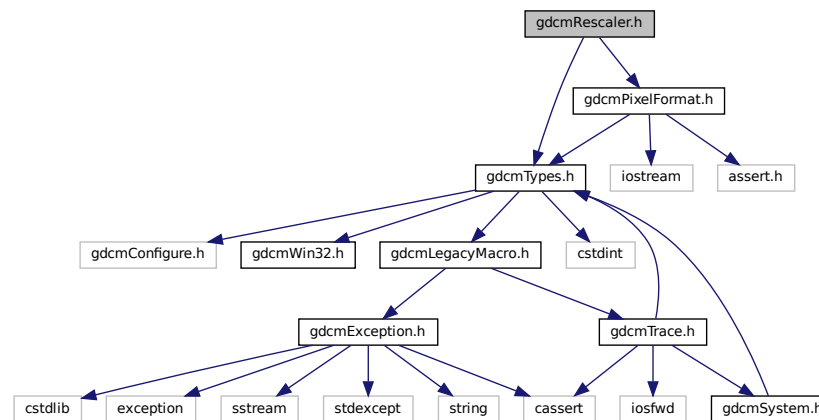 gdcmRescaler.h
gdcmPixelFormat.h
gdcmTypes.h
iostream
assert.h
gdcmConfigure.h
gdcmWin32.h
gdcmLegacyMacro.h
cstdint
gdcmException.h
gdcmTrace.h
cstdlib
exception
sstream
stdexcept
string
cassert
iosfwd
gdcmSystem.h